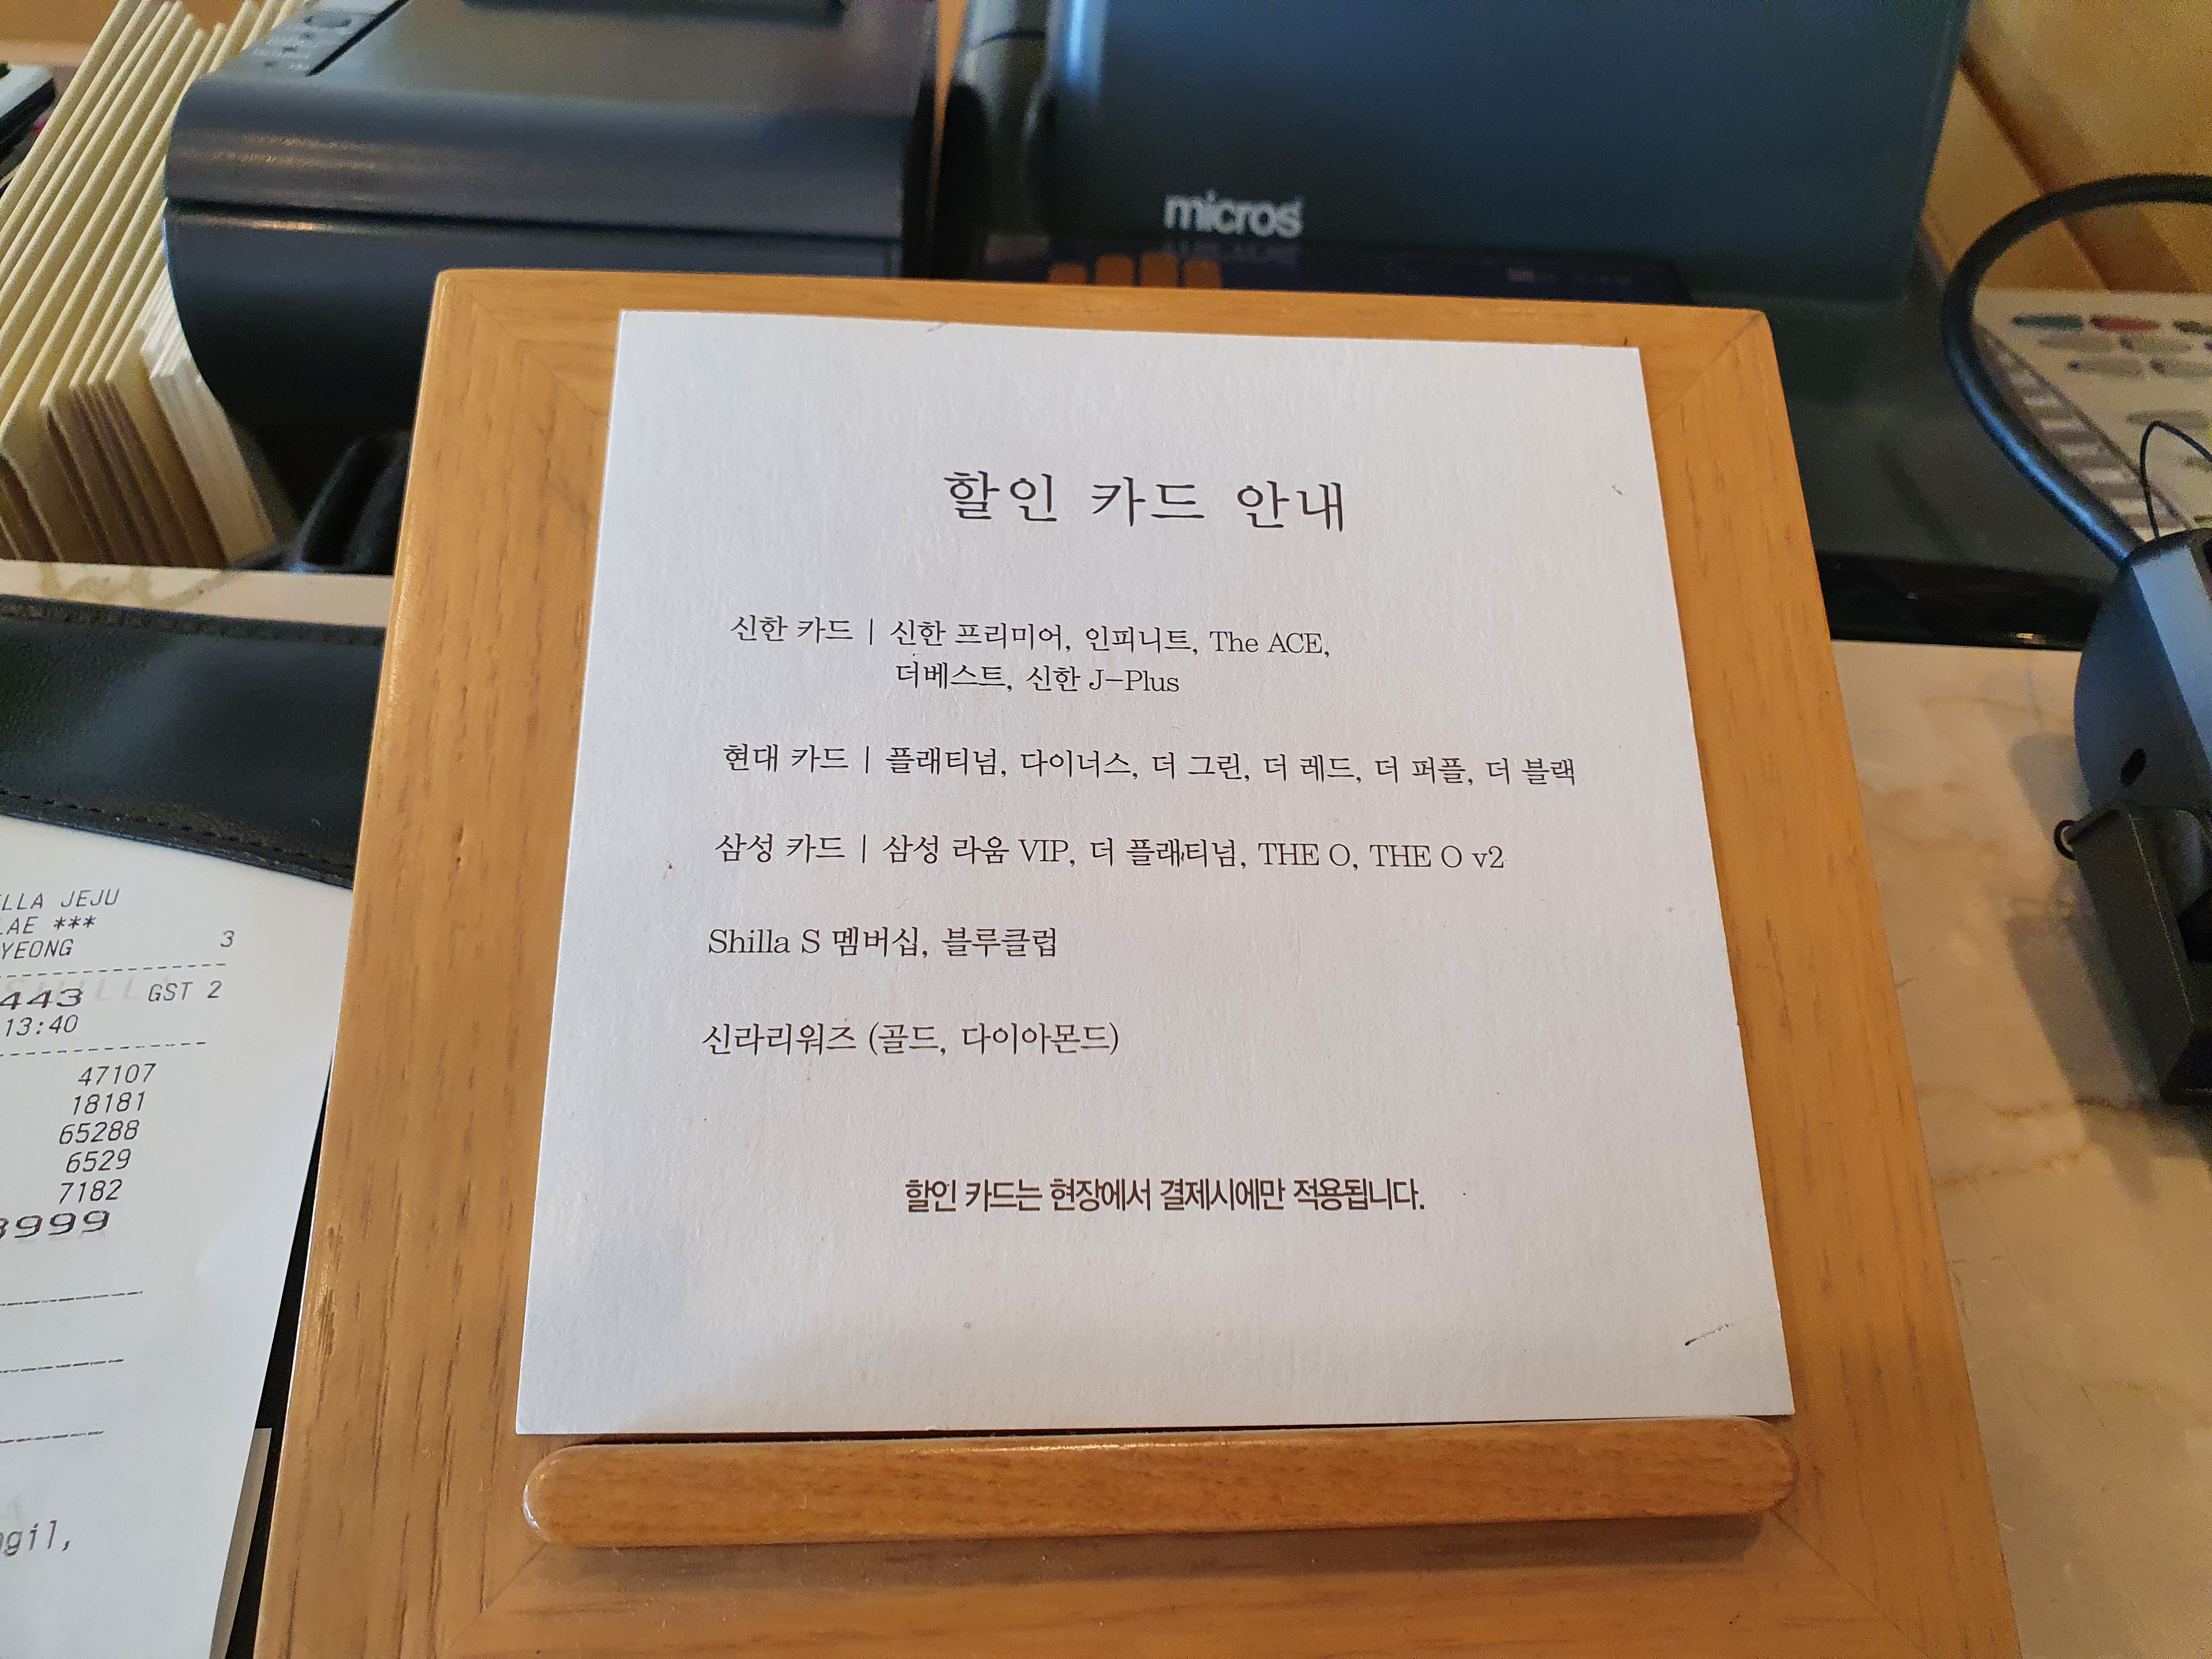 micros
할인 카드 안내
신한 카드 | 신한 프리미어, 인피니트, The ACE,
더베스트, 신한 J-Plus
현대 카드 | 플래티넘, 다이너스, 더 그린, 더 레드, 더 퍼플, 더 블랙
삼성 카드 | 삼성 라움 VIP, 더 플래티넘, THE O, THE O v2
Shilla S 멤버십, 블루클럽
신라리워즈 (골드, 다이아몬드)
할인 카드는 현장에서 결제시에만 적용됩니다.
LLA JEJU
LAE ***
YEONG 3
443 GST 2
13:40
47107
18181
65288
6529
7182
999
gil,